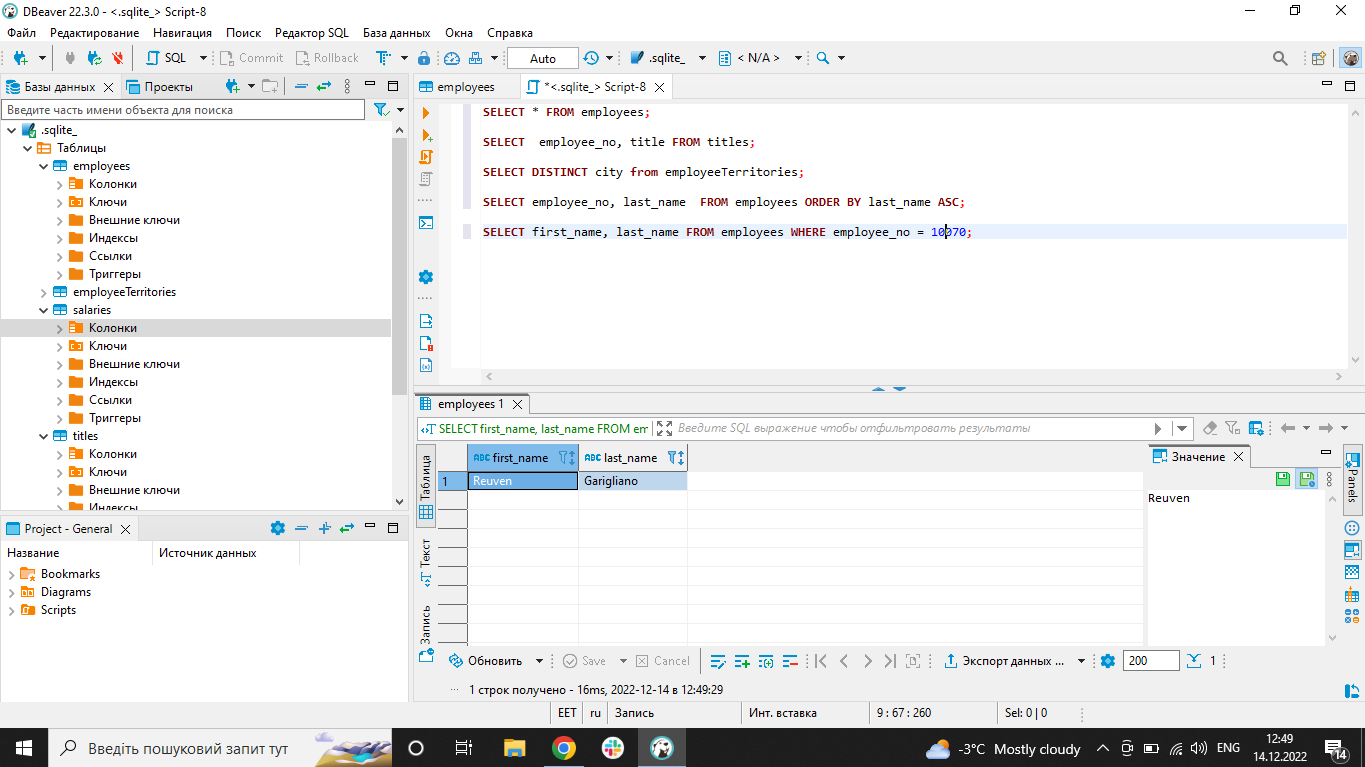 DBeaver 22.3.0 - <.sqlite_> Script-8
Файл Редактирование Навигация Поиск Редактор SQL База данных Окна Справка
SQL Commit Rollback Auto .sqlite_ < N/A >
Базы данных Проекты
Введите часть имени объекта для поиска
.sqlite_
Таблицы
employees
Колонки
Ключи
Внешние ключи
Индексы
Ссылки
Триггеры
employeeTerritories
salaries
Колонки
Ключи
Внешние ключи
Индексы
Ссылки
Триггеры
titles
Колонки
Ключи
Внешние ключи
Индексы
Project - General
Название Источник данных
Bookmarks
Diagrams
Scripts
employees *<.sqlite_> Script-8
SELECT * FROM employees;
SELECT  employee_no, title FROM titles;
SELECT DISTINCT city from employeeTerritories;
SELECT employee_no, last_name  FROM employees ORDER BY last_name ASC;
SELECT first_name, last_name FROM employees WHERE employee_no = 10070;
employees 1
SELECT first_name, last_name FROM em Введите SQL выражение чтобы отфильтровать результаты
Таблица
Текст
Запись
ABC first_name ABC last_name
1 Reuven Garigliano
Значение
Reuven
Panels
Обновить Save Cancel Экспорт данных ... 200 1
1 строк получено - 16ms, 2022-12-14 в 12:49:29
EET ru Запись Инт. вставка 9 : 67 : 260 Sel: 0 | 0
Введіть пошуковий запит тут
-3°C Mostly cloudy ENG 12:49
14.12.2022
14